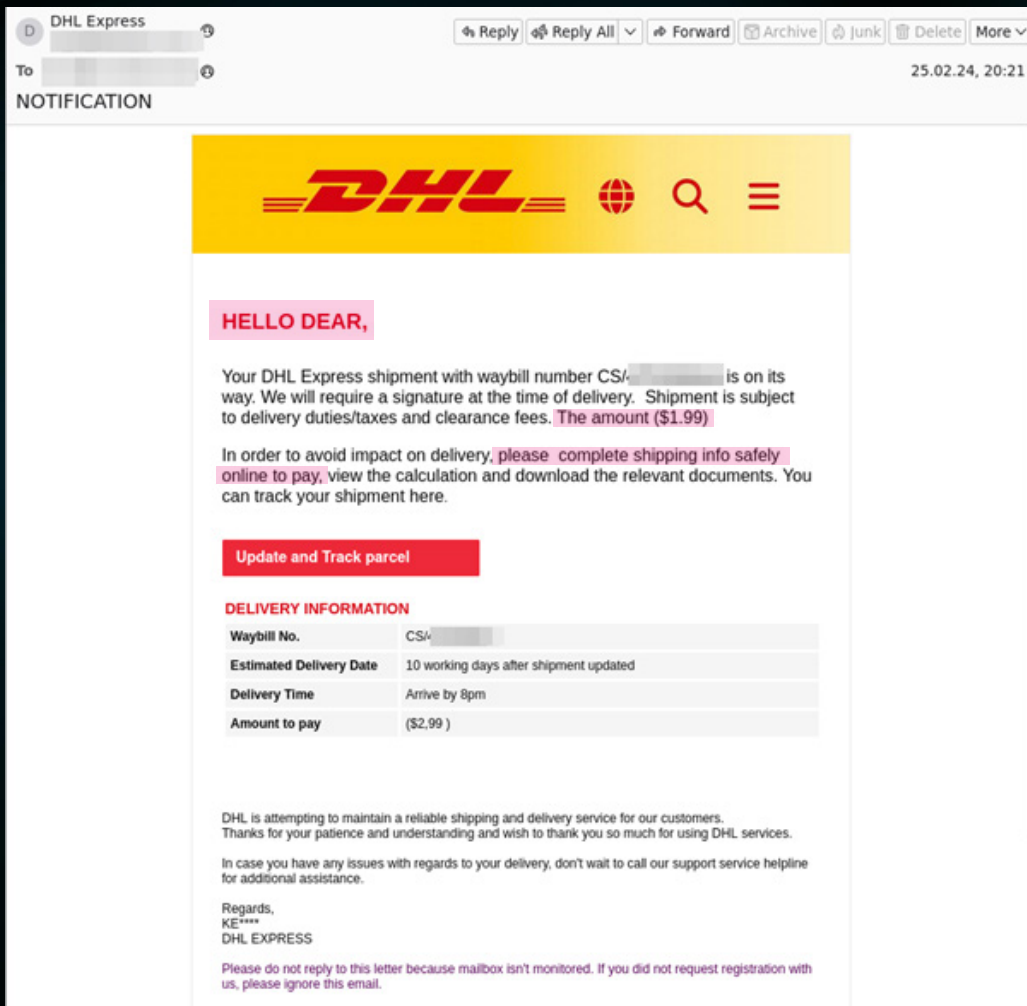 D DHL Express
Reply Reply All Forward Archive Junk Delete More
To
25.02.24, 20:21
NOTIFICATION
DHL
HELLO DEAR,
Your DHL Express shipment with waybill number CS/ is on its
way. We will require a signature at the time of delivery. Shipment is subject
to delivery duties/taxes and clearance fees. The amount ($1.99)
In order to avoid impact on delivery, please complete shipping info safely
online to pay, view the calculation and download the relevant documents. You
can track your shipment here.
Update and Track parcel
DELIVERY INFORMATION
Waybill No. CS/
Estimated Delivery Date 10 working days after shipment updated
Delivery Time Arrive by 8pm
Amount to pay ($2,99 )
DHL is attempting to maintain a reliable shipping and delivery service for our customers.
Thanks for your patience and understanding and wish to thank you so much for using DHL services.
In case you have any issues with regards to your delivery, don't wait to call our support service helpline
for additional assistance.
Regards,
KE****
DHL EXPRESS
Please do not reply to this letter because mailbox isn't monitored. If you did not request registration with
us, please ignore this email.